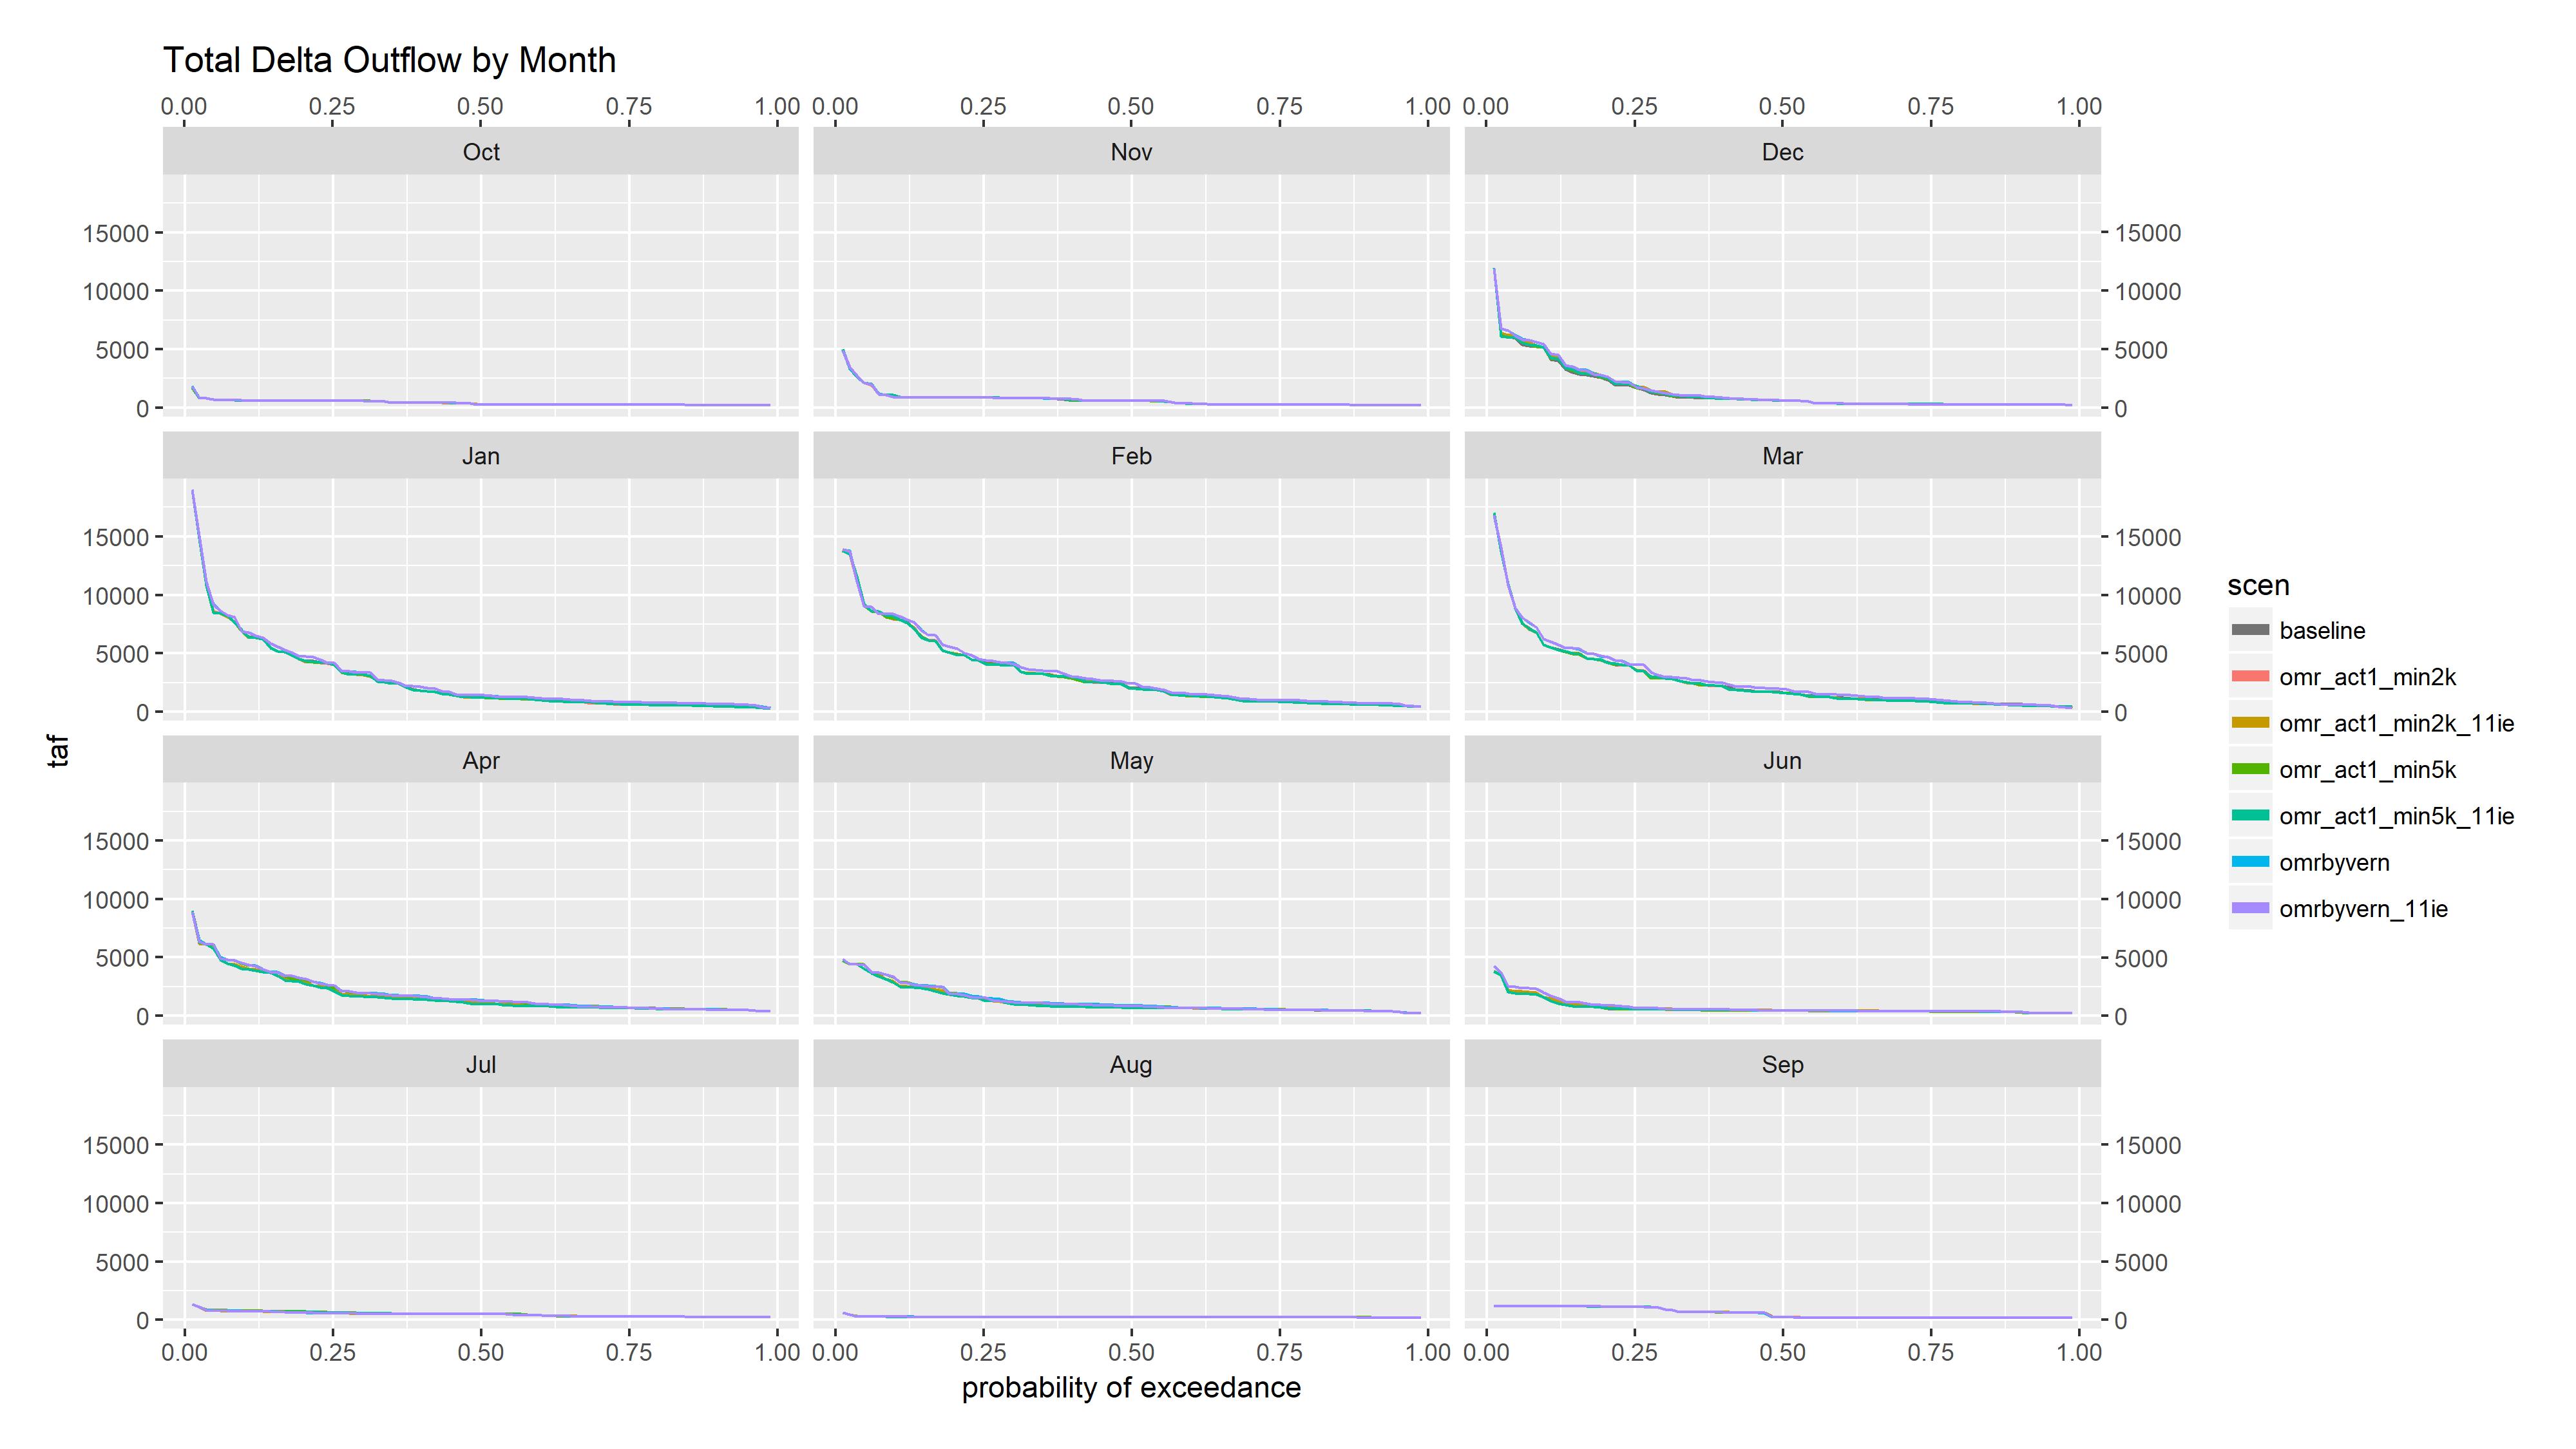 Total Delta Outflow by Month
0.00 0.25 0.50 0.75 1.00 0.00 0.25 0.50 0.75 1.00 0.00 0.25 0.50 0.75 1.00
Oct Nov Dec
15000 15000
10000 10000
5000 5000
0 0
Jan Feb Mar
15000 15000
10000 10000
5000 5000
0 0
taf
Apr May Jun
15000 15000
10000 10000
5000 5000
0 0
Jul Aug Sep
15000 15000
10000 10000
5000 5000
0 0
0.00 0.25 0.50 0.75 1.00 0.00 0.25 0.50 0.75 1.00 0.00 0.25 0.50 0.75 1.00
probability of exceedance
scen
baseline
omr_act1_min2k
omr_act1_min2k_11ie
omr_act1_min5k
omr_act1_min5k_11ie
omrbyvern
omrbyvern_11ie